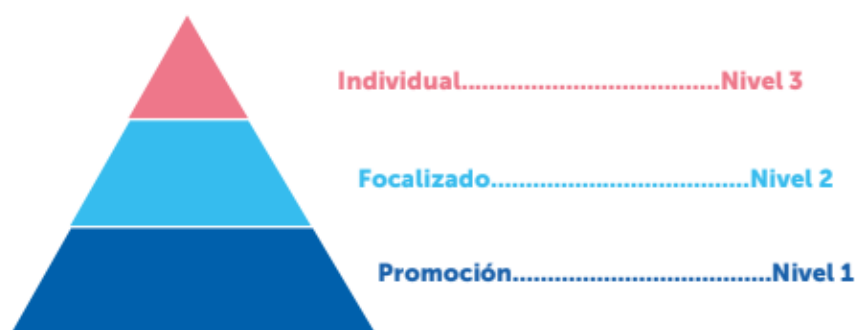 Individual.....................................Nivel 3
Focalizado.....................................Nivel 2
Promoción.....................................Nivel 1